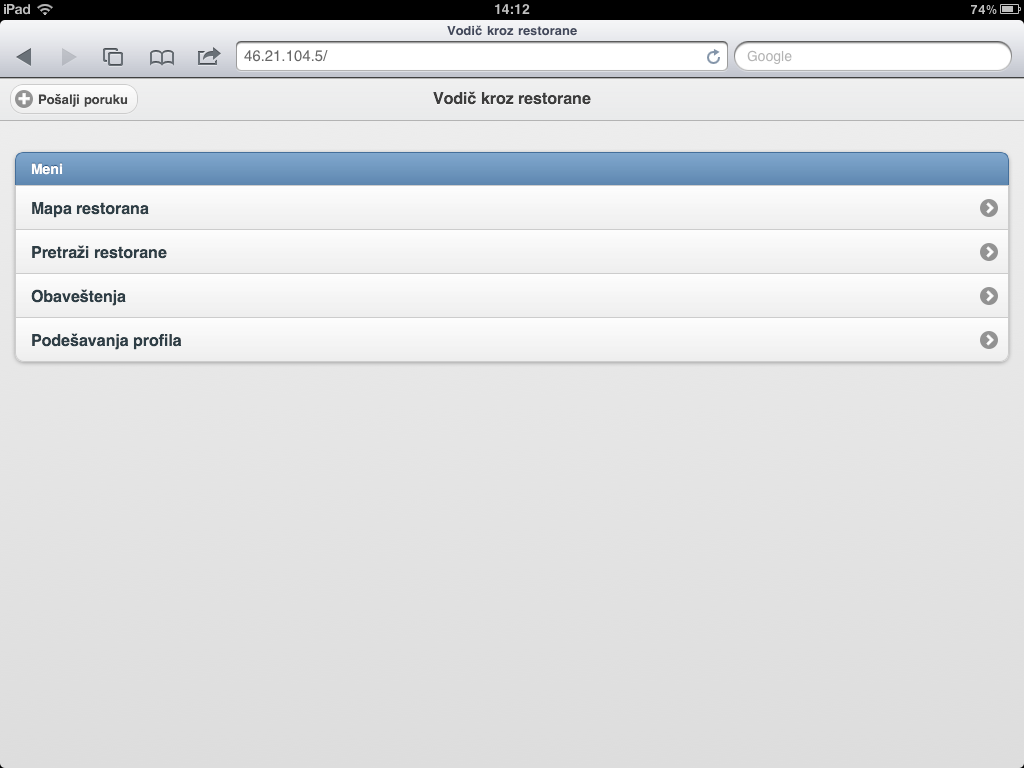 iPad 14:12 74%
Vodič kroz restorane
46.21.104.5/ Google
Pošalji poruku Vodič kroz restorane
Meni
Mapa restorana
Pretraži restorane
Obaveštenja
Podešavanja profila